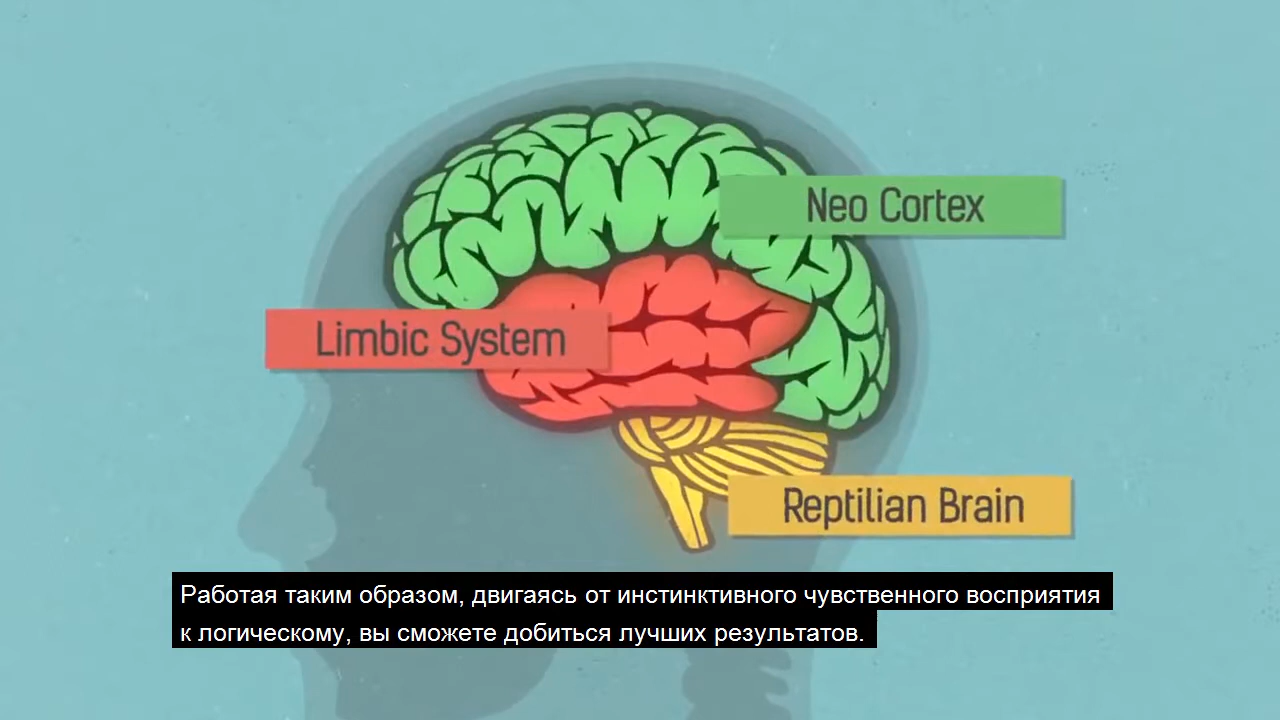 Neo Cortex
Limbic System
Reptilian Brain
Работая таким образом, двигаясь от инстинктивного чувственного восприятия
к логическому, вы сможете добиться лучших результатов.